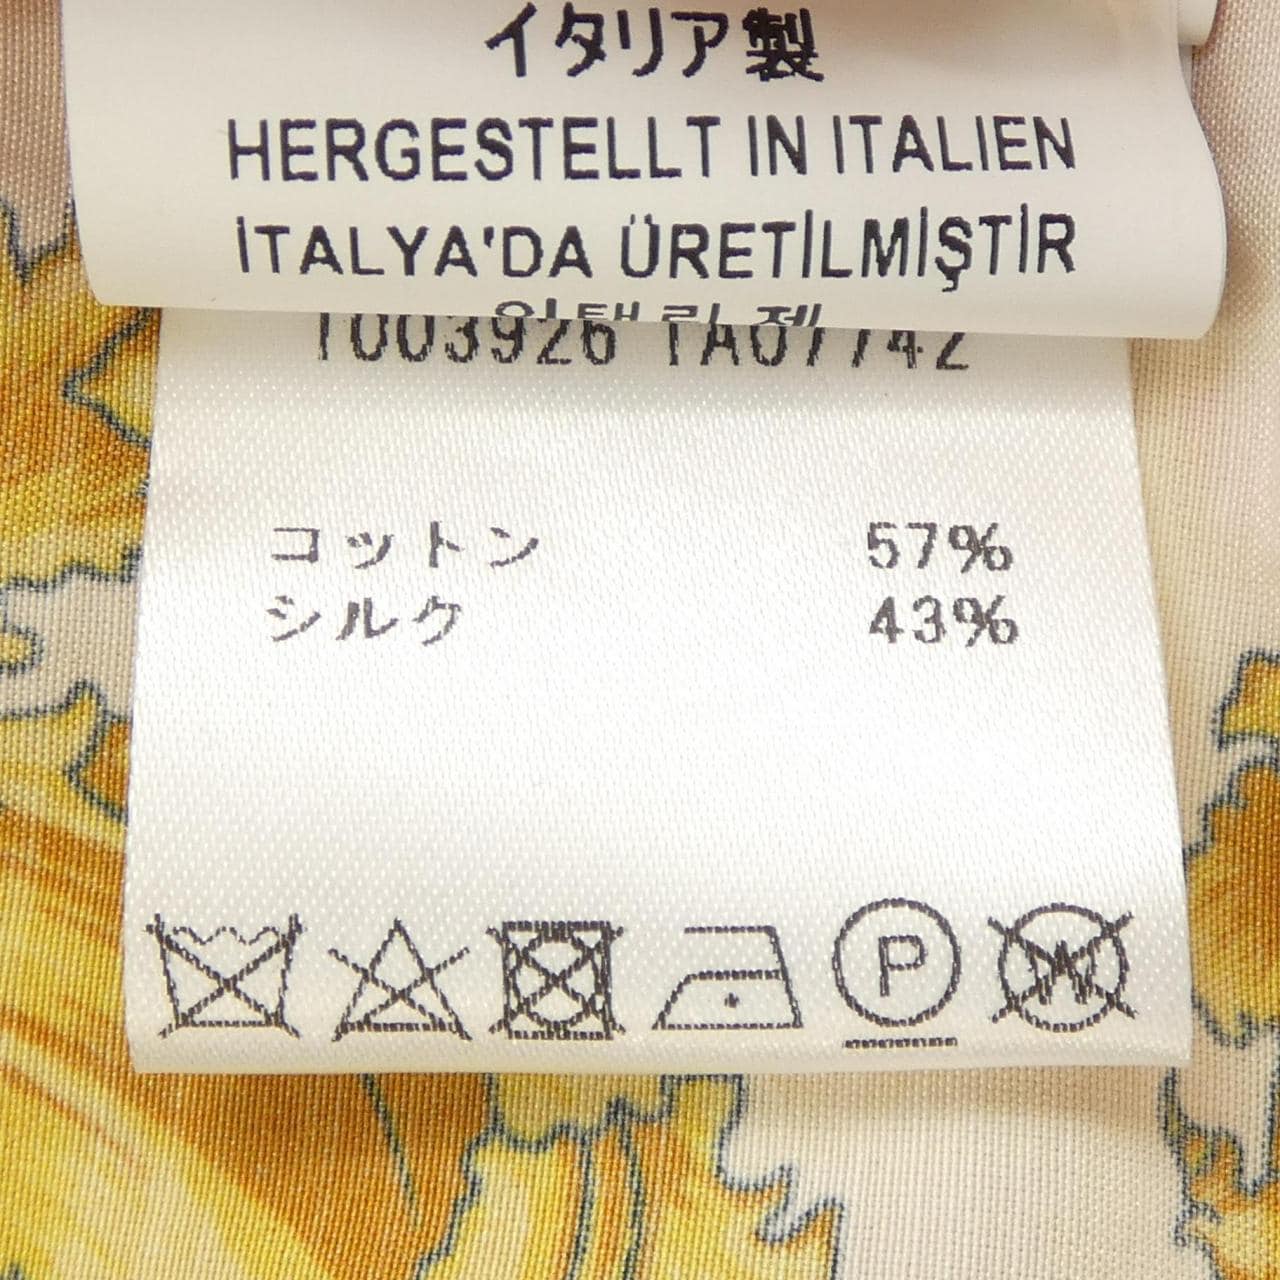 イタリア製
HERGESTELLT IN ITALIEN
İTALYA'DA ÜRETİLMİŞTİR
1003926 1A07742
コットン 57%
シルク 43%
P
W